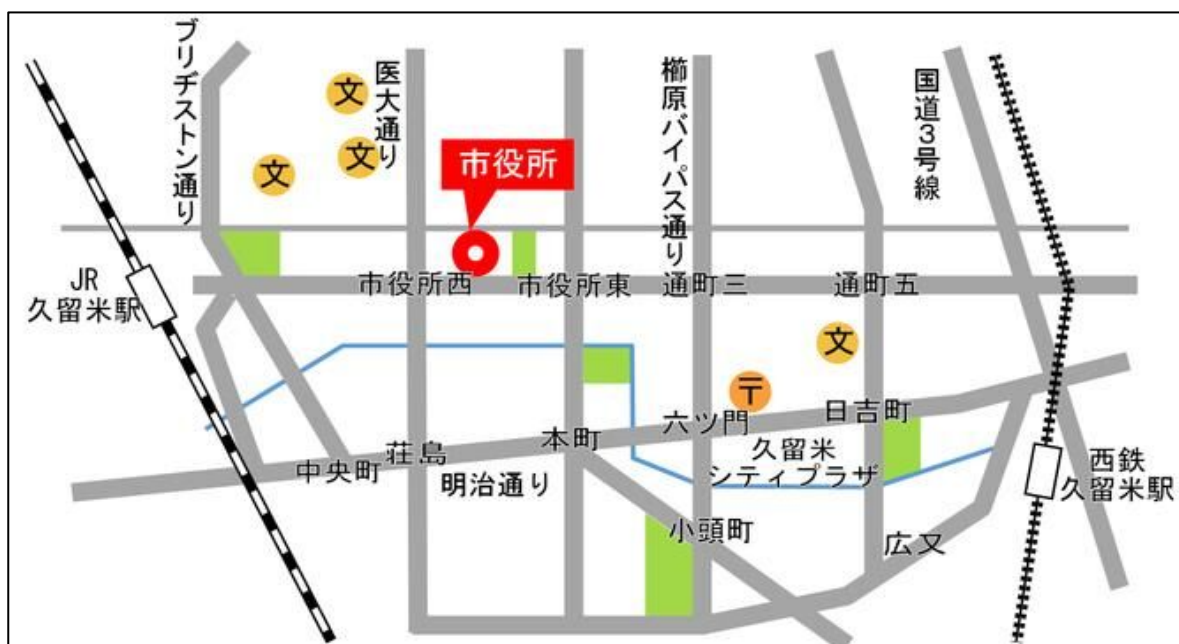 ブリヂストン通り
医大通り
櫛原バイパス通り
国道3号線
文
文
文
市役所
JR
久留米駅
市役所西
市役所東
通町三
通町五
文
〒
中央町
荘島
本町
六ツ門
日吉町
明治通り
久留米
シティプラザ
西鉄
久留米駅
小頭町
広又